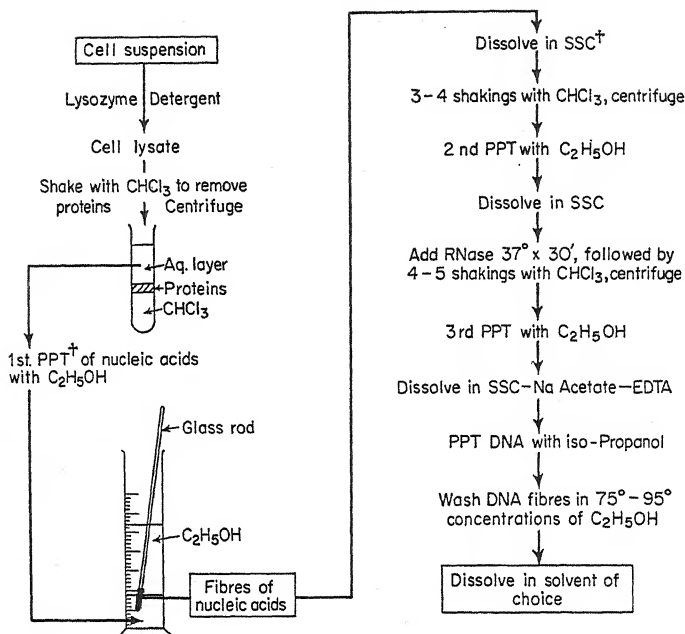 Cell suspension
Lysozyme Detergent
Cell lysate
Shake with CHCl3 to remove
proteins Centrifuge
Aq. layer
Proteins
CHCl3
1st. PPT† of nucleic acids
with C2H5OH
Glass rod
C2H5OH
Fibres of
nucleic acids
Dissolve in SSC†
3-4 shakings with CHCl3, centrifuge
2 nd PPT with C2H5OH
Dissolve in SSC
Add RNase 37° x 30', followed by
4-5 shakings with CHCl3, centrifuge
3rd PPT with C2H5OH
Dissolve in SSC-Na Acetate-EDTA
PPT DNA with iso-Propanol
Wash DNA fibres in 75°-95°
concentrations of C2H5OH
Dissolve in solvent of
choice